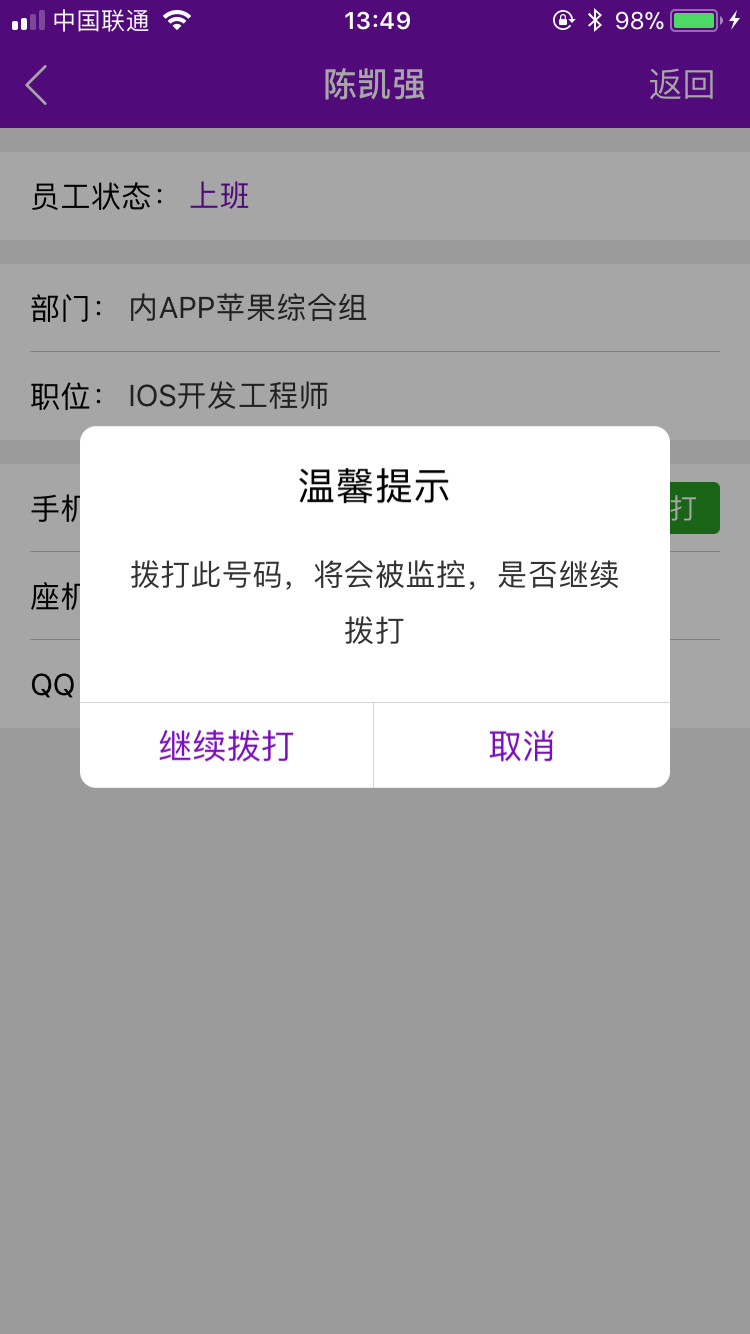 中国联通 13:49 98%
陈凯强 返回
员工状态： 上班
部门： 内APP苹果综合组
职位： IOS开发工程师
手机 打
座机
QQ
温馨提示
拨打此号码，将会被监控，是否继续
拨打
继续拨打 取消